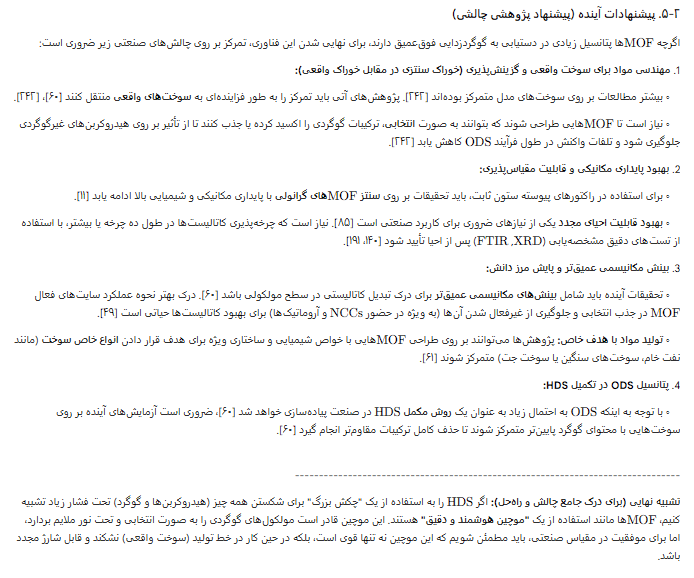 ۵-۲. پیشنهادات آینده (پیشنهاد پژوهشی چالشی)
اگرچه MOFها پتانسیل زیادی در دستیابی به گوگردزدایی فوق‌عمیق دارند، برای نهایی شدن این فناوری، تمرکز بر روی چالش‌های صنعتی زیر ضروری است:
1. مهندسی مواد برای سوخت واقعی و گزینش‌پذیری (خوراک سنتزی در مقابل خوراک واقعی):
◦ بیشتر مطالعات بر روی سوخت‌های مدل متمرکز بوده‌اند [۲۴۲]. پژوهش‌های آتی باید تمرکز را به طور فزاینده‌ای به سوخت‌های واقعی منتقل کنند [۶۰]، [۲۴۲].
◦ نیاز است تا MOFهایی طراحی شوند که بتوانند به صورت انتخابی، ترکیبات گوگردی را اکسید کرده یا جذب کنند تا از تأثیر بر روی هیدروکربن‌های غیرگوگردی
جلوگیری شود و تلفات واکنش در طول فرآیند ODS کاهش یابد [۲۴۲].
2. بهبود پایداری مکانیکی و قابلیت مقیاس‌پذیری:
◦ برای استفاده در راکتورهای پیوسته ستون ثابت، باید تحقیقات بر روی سنتز MOFهای گرانولی با پایداری مکانیکی و شیمیایی بالا ادامه یابد [۱۱].
◦ بهبود قابلیت احیای مجدد یکی از نیازهای ضروری برای کاربرد صنعتی است [۸۵]. نیاز است که چرخه‌پذیری کاتالیست‌ها در طول ده چرخه یا بیشتر، با استفاده
از تست‌های دقیق مشخصه‌یابی (FTIR ,XRD) پس از احیا تأیید شود [۱۴۰، ۱۹۱].
3. بینش مکانیسمی عمیق‌تر و پایش مرز دانش:
◦ تحقیقات آینده باید شامل بینش‌های مکانیسمی عمیق‌تر برای درک تبدیل کاتالیستی در سطح مولکولی باشد [۶۰]. درک بهتر نحوه عملکرد سایت‌های فعال
MOF در جذب انتخابی و جلوگیری از غیرفعال شدن آن‌ها (به ویژه در حضور NCCs و آروماتیک‌ها) برای بهبود کاتالیست‌ها حیاتی است [۴۹].
◦ تولید مواد با هدف خاص: پژوهش‌ها می‌توانند بر روی طراحی MOFهایی با خواص شیمیایی و ساختاری ویژه برای هدف قرار دادن انواع خاص سوخت (مانند
نفت خام، سوخت‌های سنگین یا سوخت جت) متمرکز شوند [۶۱].
4. پتانسیل ODS در تکمیل HDS:
◦ با توجه به اینکه ODS به احتمال زیاد به عنوان یک روش مکمل HDS در صنعت پیاده‌سازی خواهد شد [۶۰]، ضروری است آزمایش‌های آینده بر روی
سوخت‌هایی با محتوای گوگرد پایین‌تر متمرکز شوند تا حذف کامل ترکیبات مقاوم‌تر انجام گیرد [۶۰].
--------------------------------------------------------------------------------
تشبیه نهایی (برای درک جامع چالش و راه‌حل): اگر HDS را به استفاده از یک "چکش بزرگ" برای شکستن همه چیز (هیدروکربن‌ها و گوگرد) تحت فشار زیاد تشبیه
کنیم، MOFها مانند استفاده از یک "موچین هوشمند و دقیق" هستند. این موچین قادر است مولکول‌های گوگردی را به صورت انتخابی و تحت نور ملایم بردارد،
اما برای موفقیت در مقیاس صنعتی، باید مطمئن شویم که این موچین نه تنها قوی است، بلکه در حین کار در خط تولید (سوخت واقعی) نشکند و قابل شارژ مجدد
باشد.